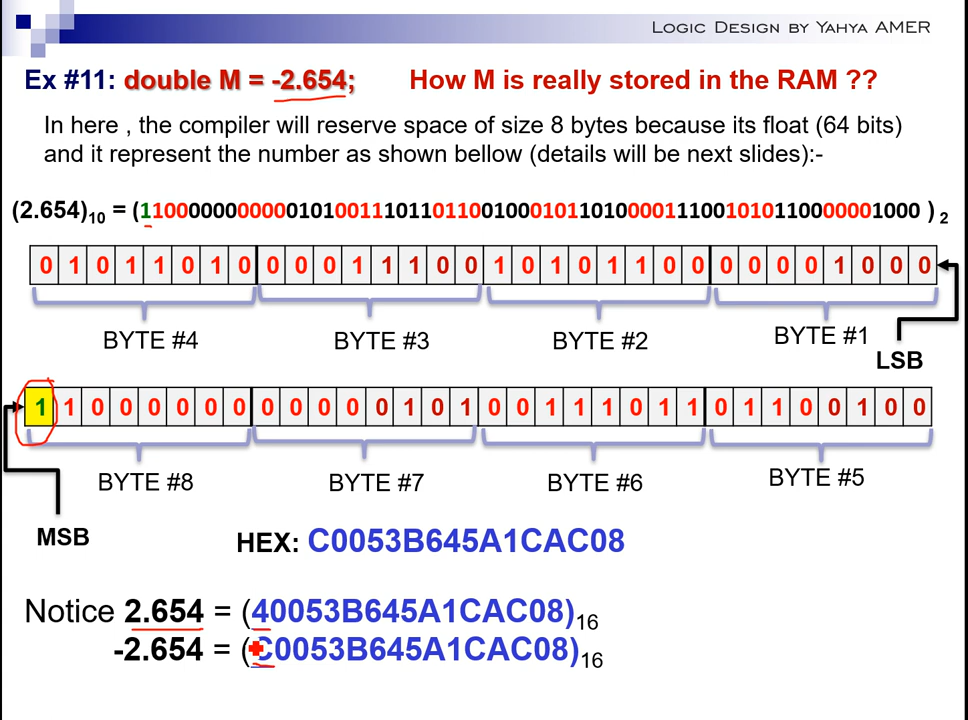 Logic Design by Yahya AMER
Ex #11: double M = -2.654; How M is really stored in the RAM ??
In here , the compiler will reserve space of size 8 bytes because its float (64 bits)
and it represent the number as shown bellow (details will be next slides):-
(2.654)10 = (1100000000000101001110110110010001011010000111001010110000001000 )2
0 1 0 1 1 0 1 0 0 0 0 1 1 1 0 0 1 0 1 0 1 1 0 0 0 0 0 0 1 0 0 0
BYTE #4 BYTE #3 BYTE #2 BYTE #1
LSB
1 1 0 0 0 0 0 0 0 0 0 0 0 1 0 1 0 0 1 1 1 0 1 1 0 1 1 0 0 1 0 0
BYTE #8 BYTE #7 BYTE #6 BYTE #5
MSB
HEX: C0053B645A1CAC08
Notice 2.654 = (40053B645A1CAC08)16
-2.654 = (C0053B645A1CAC08)16